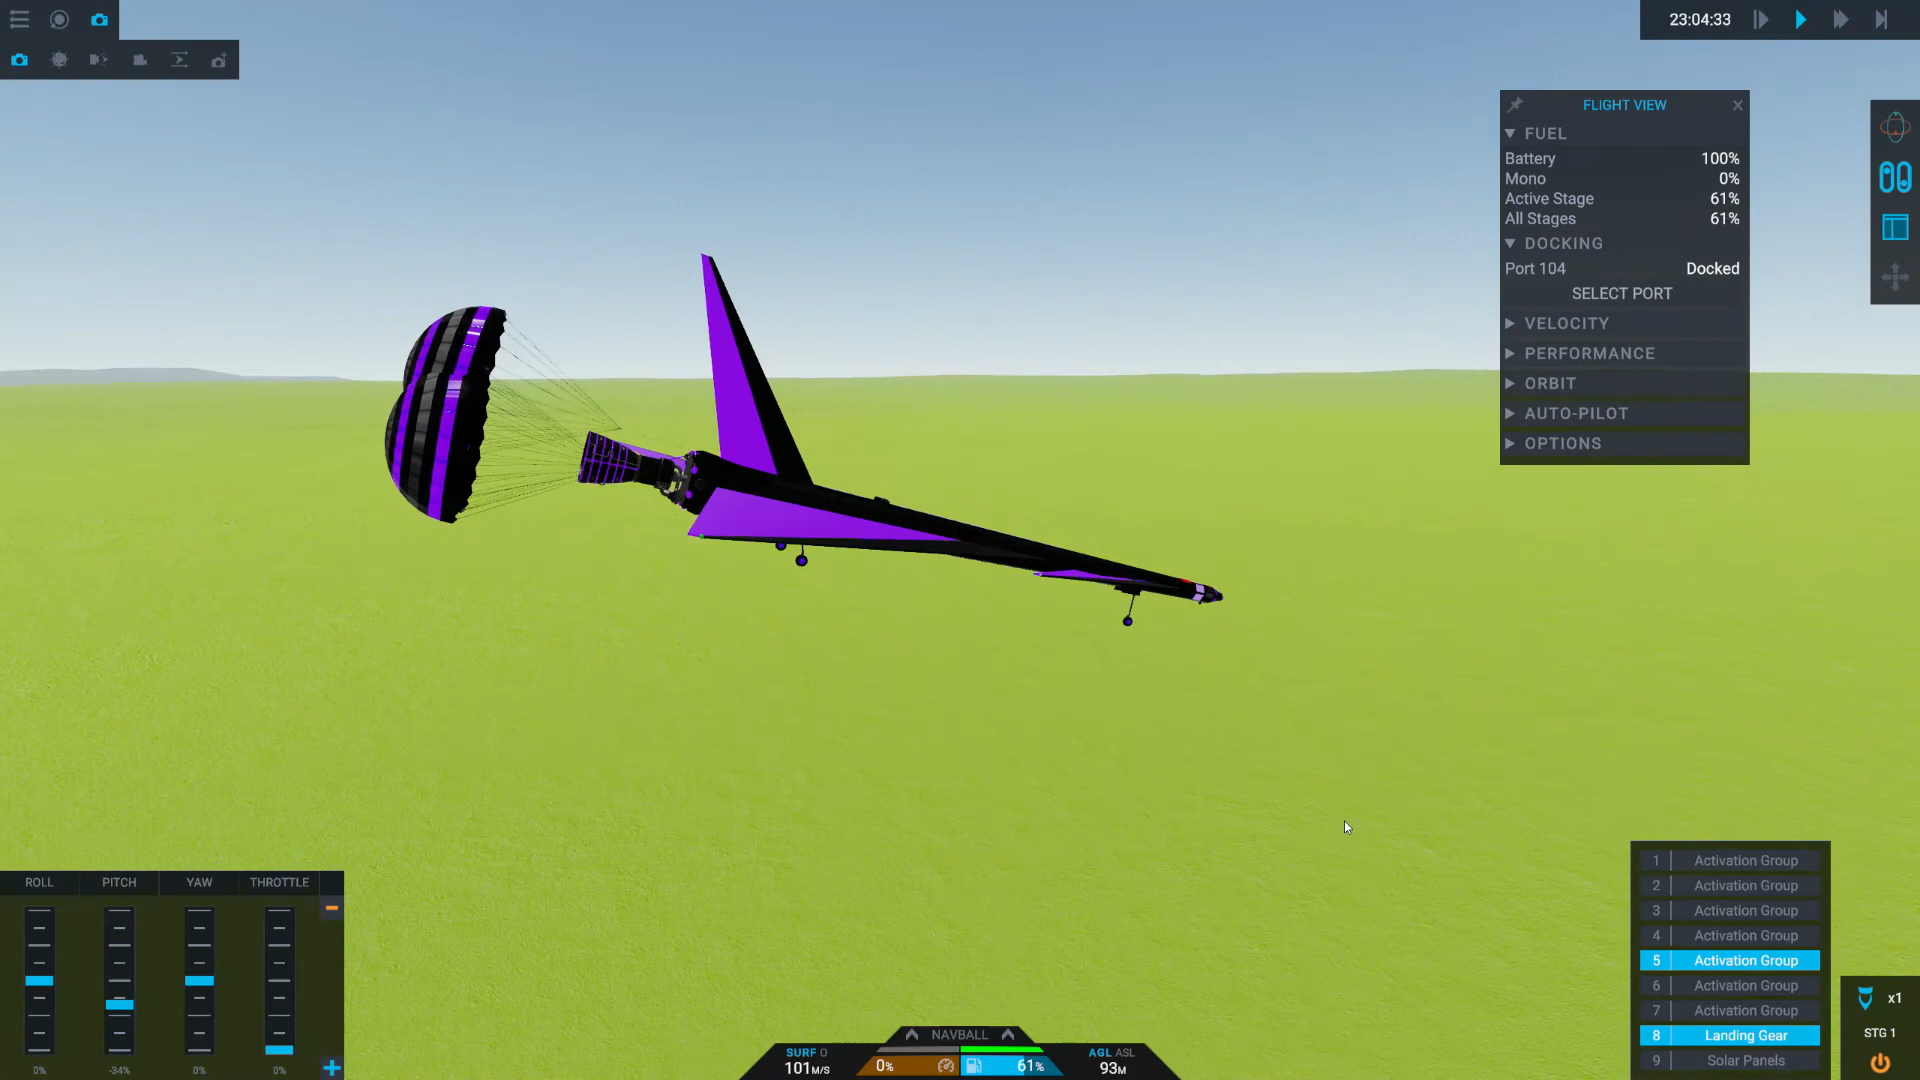 23:04:33
FLIGHT VIEW
FUEL
Battery 100%
Mono 0%
Active Stage 61%
All Stages 61%
DOCKING
Port 104 Docked
SELECT PORT
VELOCITY
PERFORMANCE
ORBIT
AUTO-PILOT
OPTIONS
ROLL PITCH YAW THROTTLE
0% -34% 0% 0%
NAVBALL
SURF O
101M/S
0%
61%
AGL ASL
93M
1 Activation Group
2 Activation Group
3 Activation Group
4 Activation Group
5 Activation Group
6 Activation Group
7 Activation Group
8 Landing Gear
9 Solar Panels
x1
STG 1